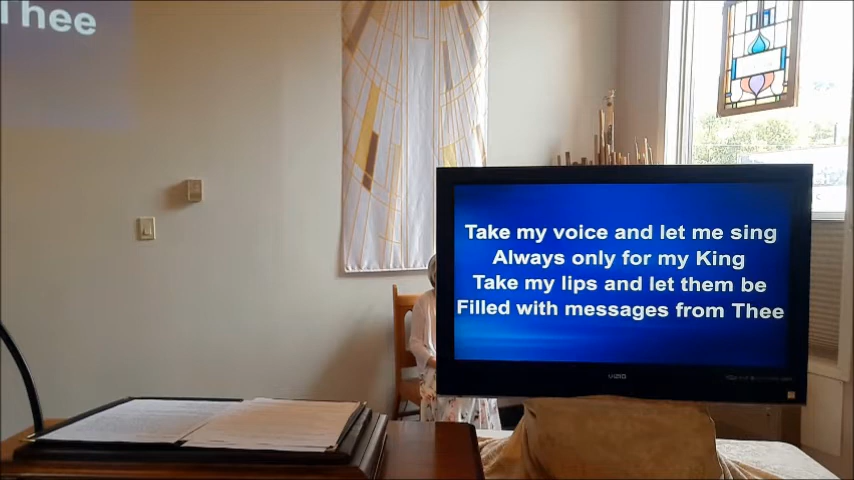 Thee
Take my voice and let me sing
Always only for my King
Take my lips and let them be
Filled with messages from Thee
VIZIO